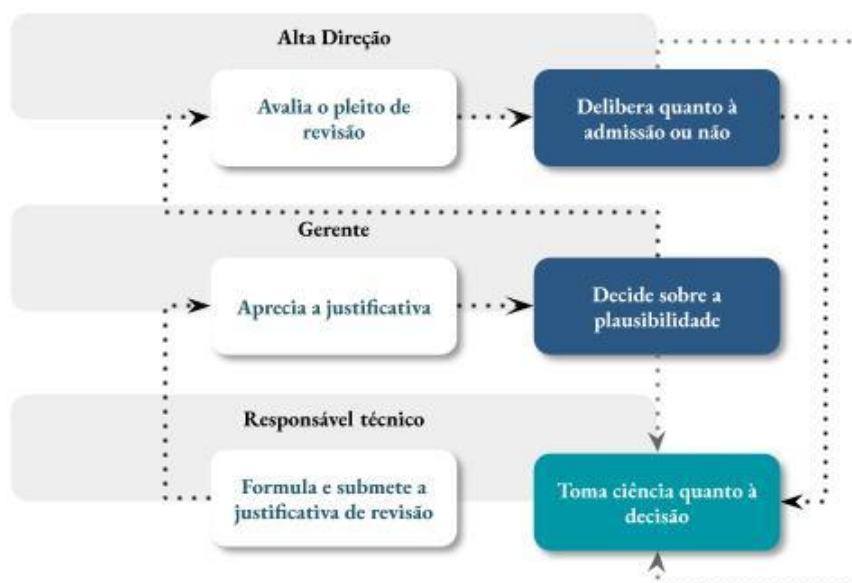 Alta Direção
Avalia o pleito de
revisão
Delibera quanto à
admissão ou não
Gerente
Aprecia a justificativa
Decide sobre a
plausibilidade
Responsável técnico
Formula e submete a
justificativa de revisão
Toma ciência quanto à
decisão